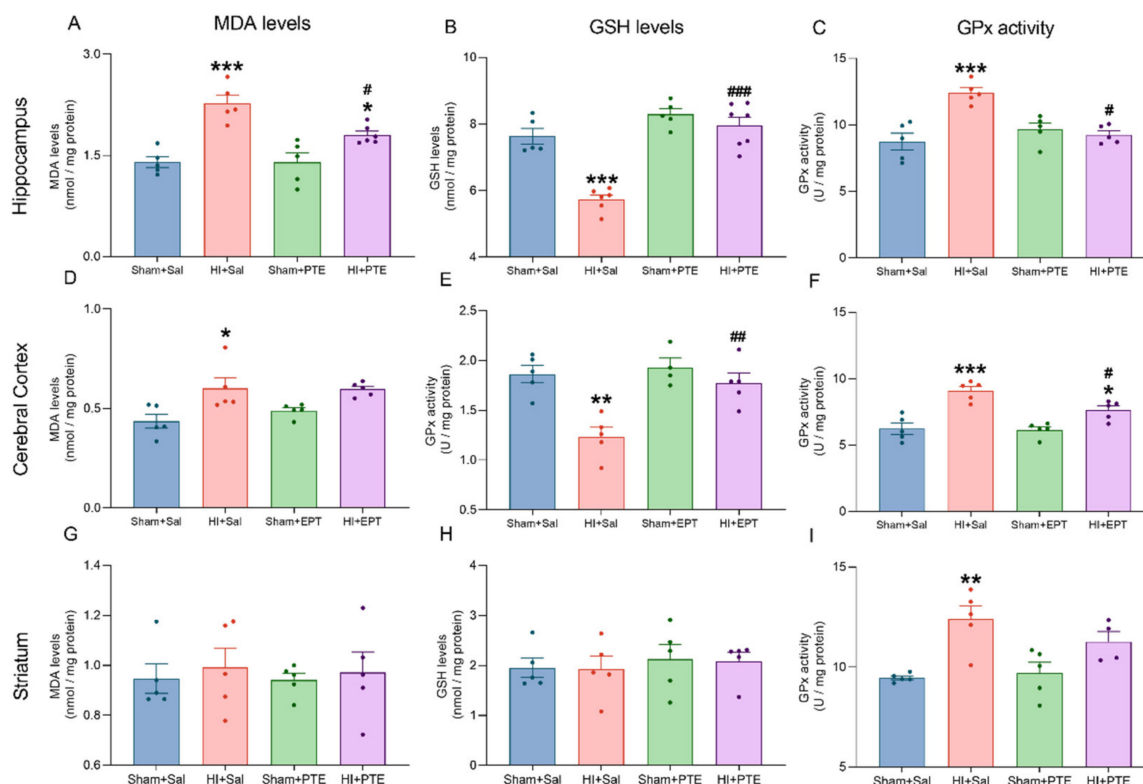 A
MDA levels
B
GSH levels
C
GPx activity
Hippocampus
MDA levels
(nmol / mg protein)
3.0
1.5
0.0
***
#
*
Sham+Sal
HI+Sal
Sham+PTE
HI+PTE
GSH levels
(nmol / mg protein)
10
8
6
4
***
###
Sham+Sal
HI+Sal
Sham+PTE
HI+PTE
GPx activity
(U / mg protein)
15
10
5
0
***
#
Sham+Sal
HI+Sal
Sham+PTE
HI+PTE
Cerebral Cortex
D
MDA levels
(nmol / mg protein)
1.0
0.5
0.0
*
Sham+Sal
HI+Sal
Sham+EPT
HI+EPT
E
GPx activity
(U / mg protein)
2.5
2.0
1.5
1.0
0.5
**
##
Sham+Sal
HI+Sal
Sham+EPT
HI+EPT
F
GPx activity
(U / mg protein)
15
10
5
0
***
#
*
Sham+Sal
HI+Sal
Sham+EPT
HI+EPT
Striatum
G
MDA levels
(nmol / mg protein)
1.4
1.2
1.0
0.8
0.6
Sham+Sal
HI+Sal
Sham+PTE
HI+PTE
H
GSH levels
(nmol / mg protein)
4
3
2
1
0
Sham+Sal
HI+Sal
Sham+PTE
HI+PTE
I
GPx activity
(U / mg protein)
15
10
5
**
Sham+Sal
HI+Sal
Sham+PTE
HI+PTE